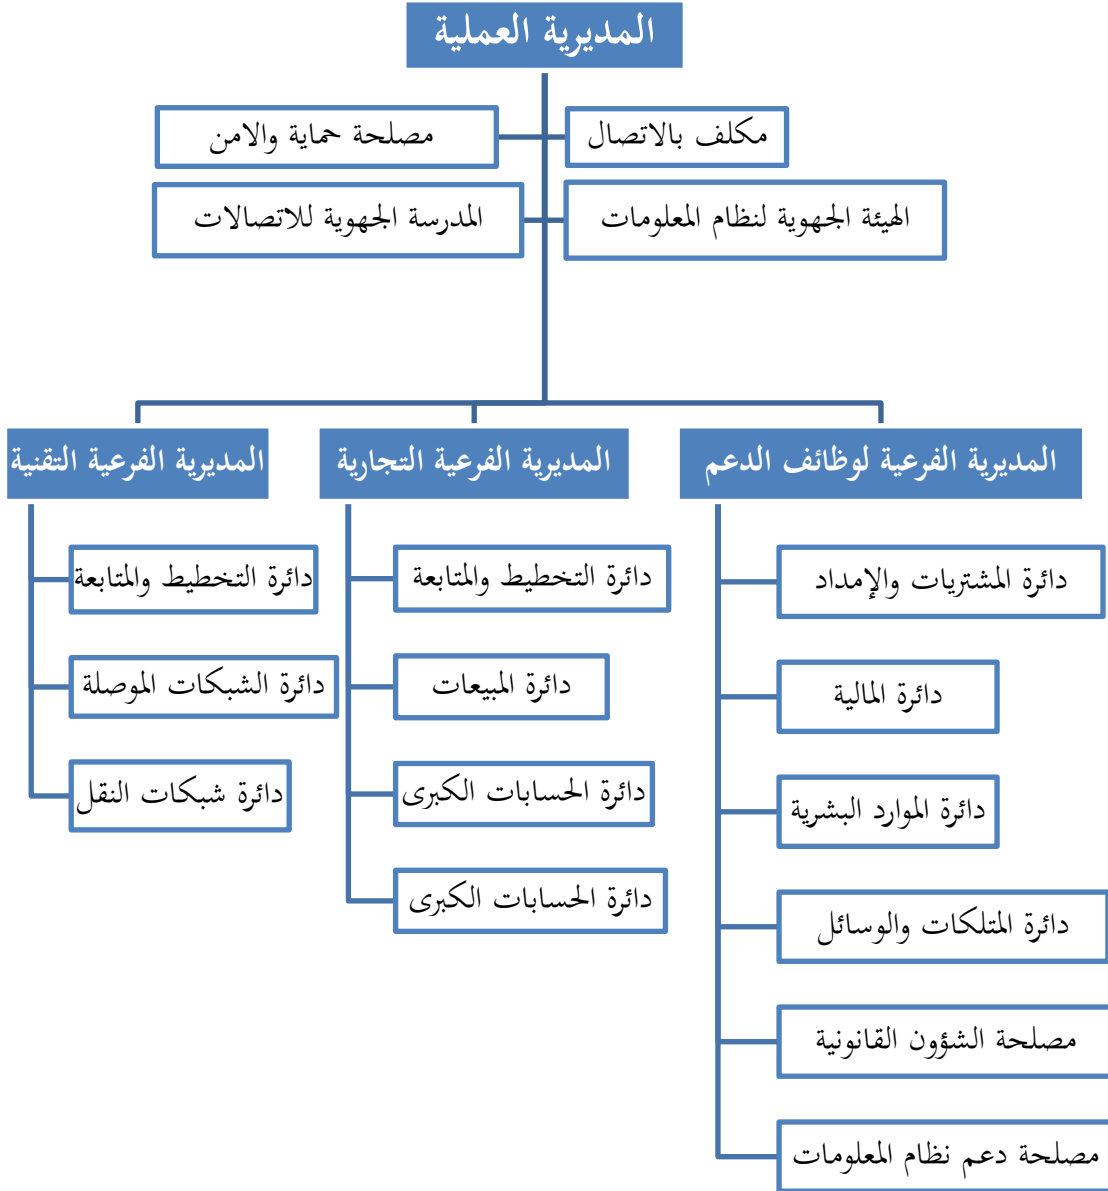 المديرية العملية
مكلف بالاتصال
مصلحة حماية والامن
الهيئة الجهوية لنظام المعلومات
المدرسة الجهوية للاتصالات
المديرية الفرعية لوظائف الدعم
دائرة المشتريات والإمداد
دائرة المالية
دائرة الموارد البشرية
دائرة المتلكات والوسائل
مصلحة الشؤون القانونية
مصلحة دعم نظام المعلومات
المديرية الفرعية التجارية
دائرة التخطيط والمتابعة
دائرة المبيعات
دائرة الحسابات الكبرى
دائرة الحسابات الكبرى
المديرية الفرعية التقنية
دائرة التخطيط والمتابعة
دائرة الشبكات الموصلة
دائرة شبكات النقل